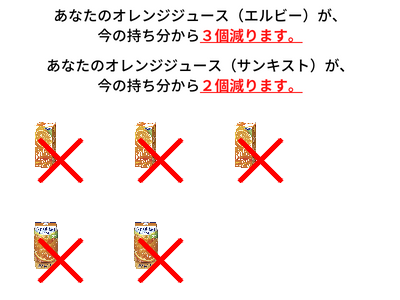 あなたのオレンジジュース（エルビー）が、
今の持ち分から３個減ります。
あなたのオレンジジュース（サンキスト）が、
今の持ち分から２個減ります。